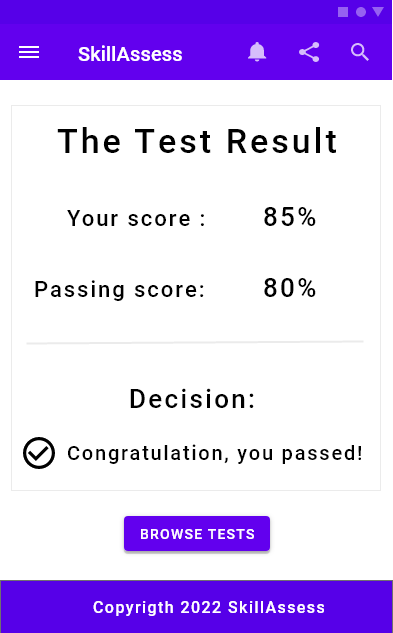 SkillAssess
The Test Result
Your score : 85%
Passing score: 80%
Decision:
Congratulation, you passed!
BROWSE TESTS
Copyrigth 2022 SkillAssess